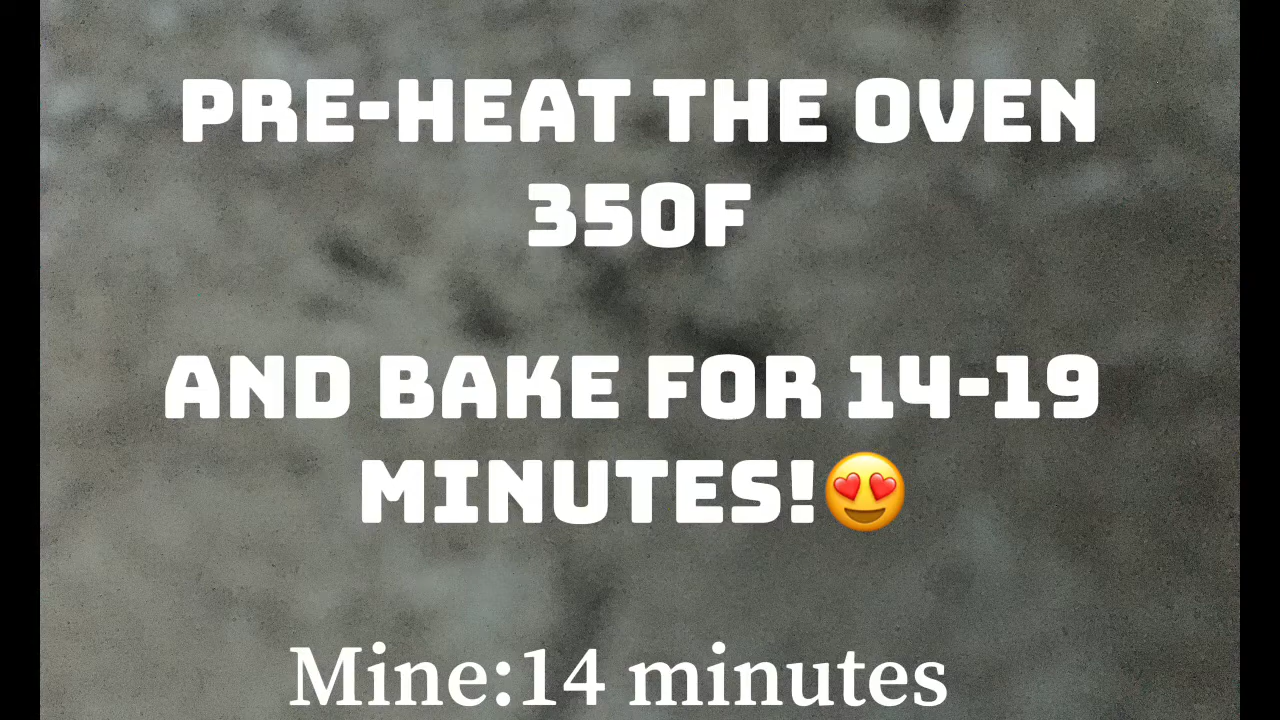 PRE-HEAT THE OVEN
350F
AND BAKE FOR 14-19
MINUTES!😍
Mine:14 minutes